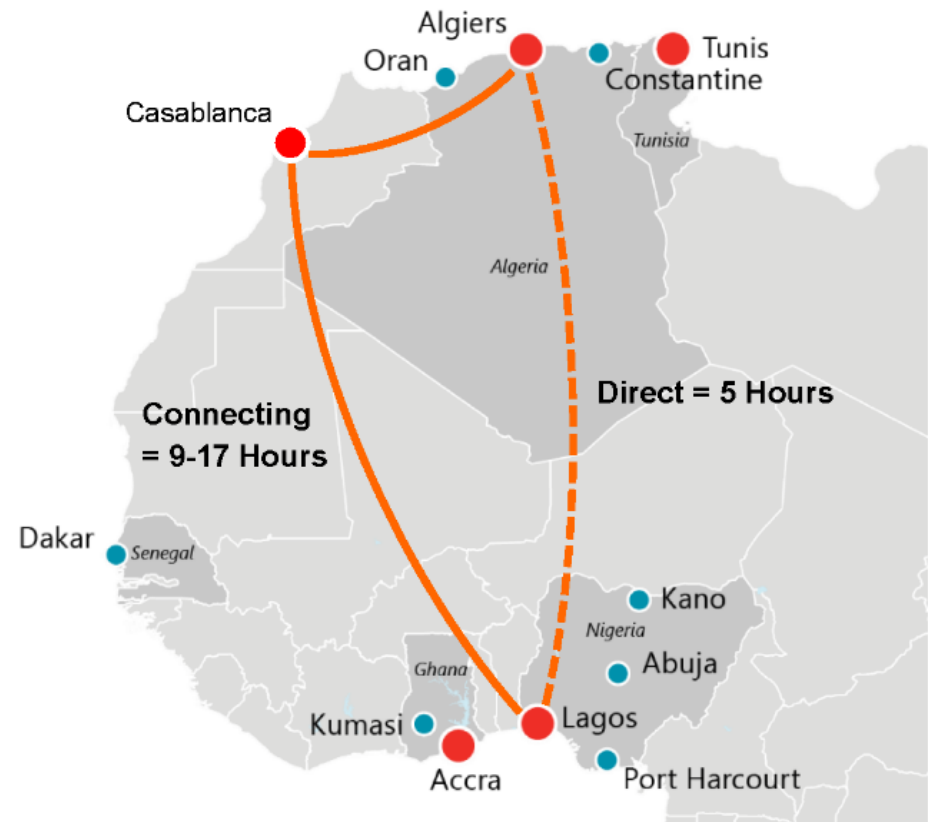 Algiers
Tunis
Oran
Constantine
Casablanca
Tunisia
Algeria
Direct = 5 Hours
Connecting
= 9-17 Hours
Dakar
Senegal
Kano
Nigeria
Abuja
Ghana
Lagos
Kumasi
Accra
Port Harcourt